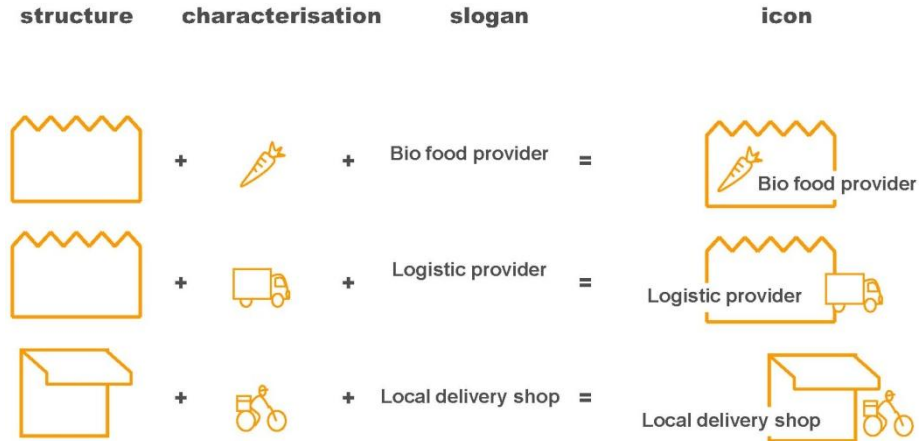 structure characterisation slogan icon
+ + Bio food provider = Bio food provider
+ + Logistic provider = Logistic provider
+ + Local delivery shop = Local delivery shop